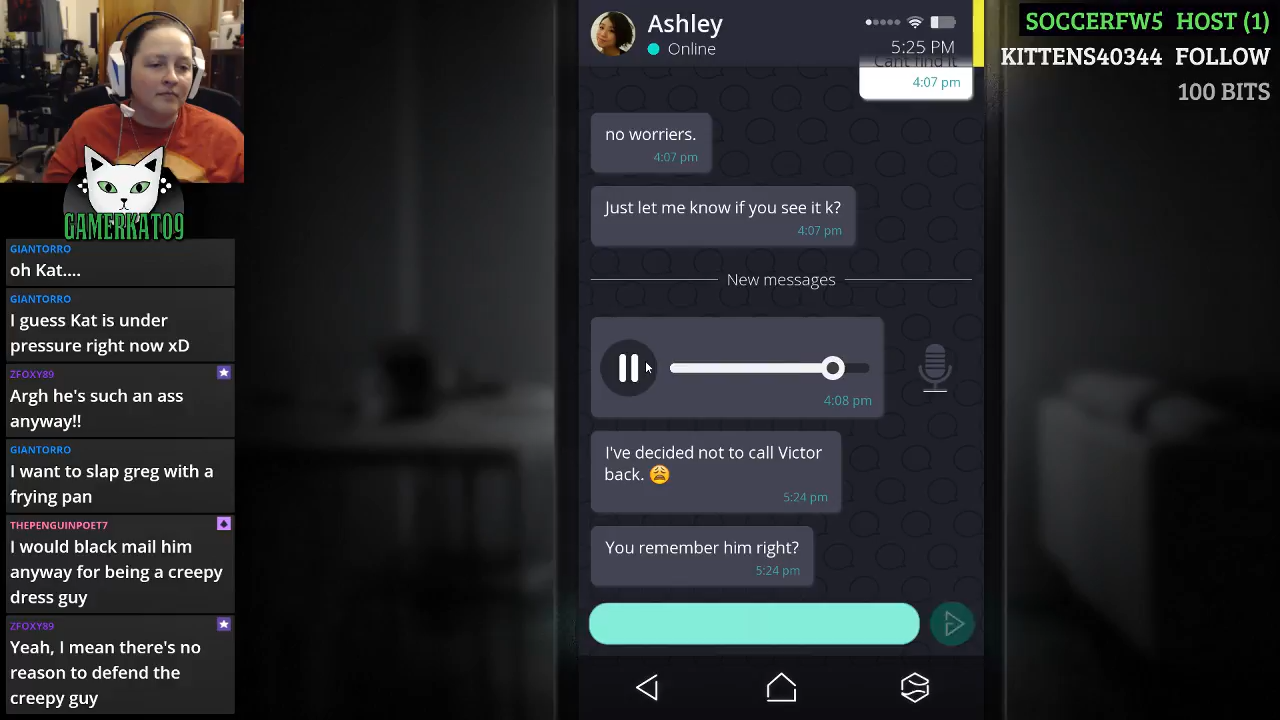 Ashley
Online
5:25 PM
Cant find it
4:07 pm
no worriers.
4:07 pm
Just let me know if you see it k?
4:07 pm
New messages
4:08 pm
I've decided not to call Victor
back. 😩
5:24 pm
You remember him right?
5:24 pm
SOCCERFW5 HOST (1)
KITTENS40344 FOLLOW
100 BITS
GAMERKAT09
GIANTORRO
oh Kat....
GIANTORRO
I guess Kat is under
pressure right now xD
ZFOXY89
Argh he's such an ass
anyway!!
GIANTORRO
I want to slap greg with a
frying pan
THEPENGUINPOET7
I would black mail him
anyway for being a creepy
dress guy
ZFOXY89
Yeah, I mean there's no
reason to defend the
creepy guy